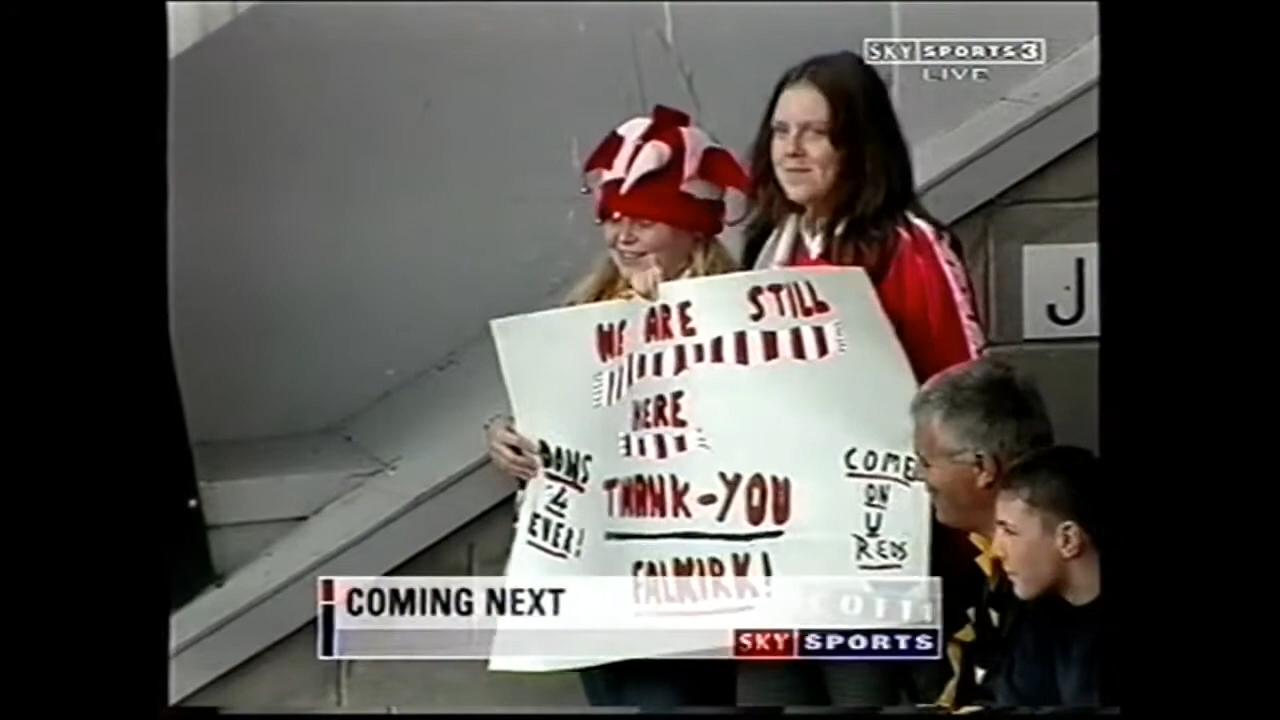 SKY SPORTS 3
LIVE
J
WE ARE STILL
HERE
THANK-YOU
FALKIRK!
DONS
4
EVER!
COME
ON
U
REDS
COMING NEXT
SKY SPORTS